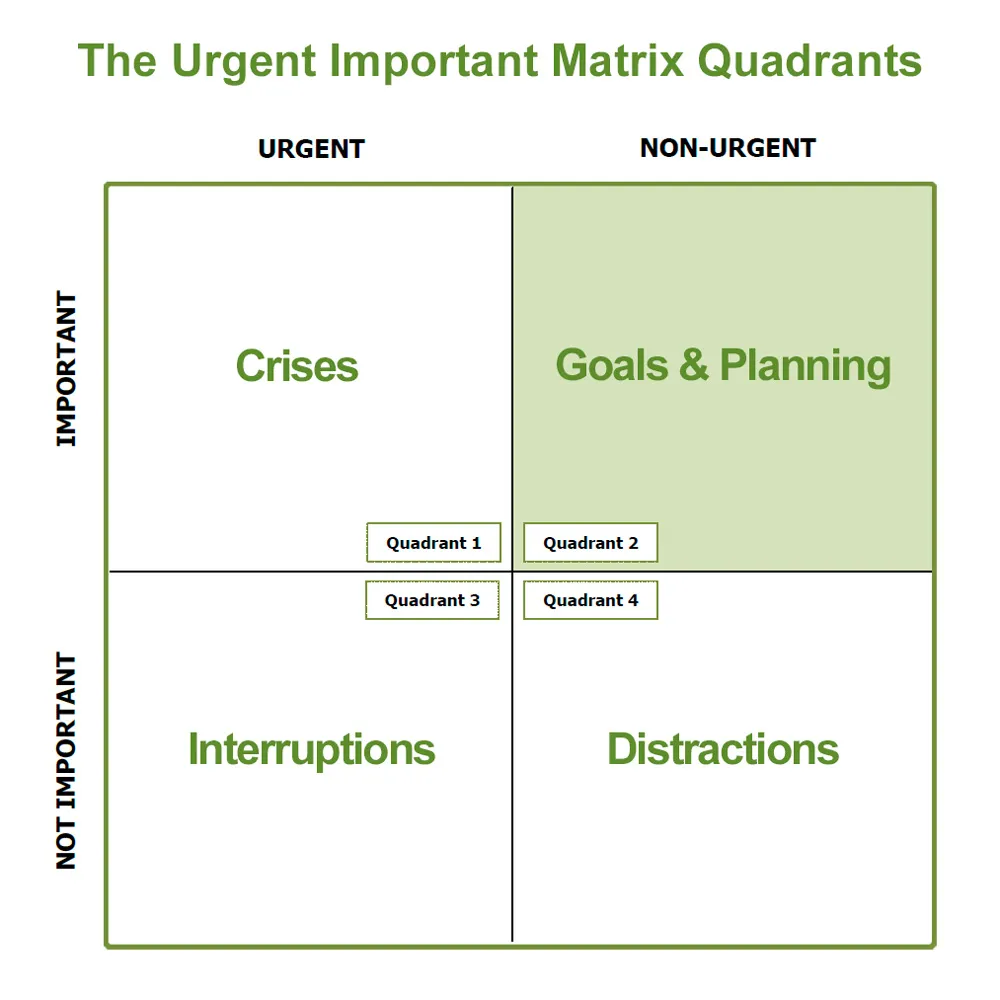 The Urgent Important Matrix Quadrants
URGENT
NON-URGENT
IMPORTANT
Crises
Goals & Planning
Quadrant 1
Quadrant 2
Quadrant 3
Quadrant 4
NOT IMPORTANT
Interruptions
Distractions